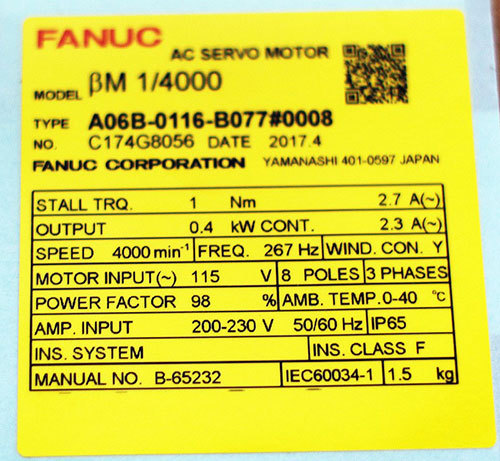 FANUC
AC SERVO MOTOR
MODEL βM 1/4000
TYPE A06B-0116-B077#0008
NO. C174G8056 DATE 2017.4
FANUC CORPORATION YAMANASHI 401-0597 JAPAN
STALL TRQ. 1 Nm 2.7 A(~)
OUTPUT 0.4 kW CONT. 2.3 A(~)
SPEED 4000 min⁻¹ FREQ. 267 Hz WIND. CON. Y
MOTOR INPUT(~) 115 V 8 POLES 3 PHASES
POWER FACTOR 98 % AMB. TEMP. 0-40 °C
AMP. INPUT 200-230 V 50/60 Hz IP65
INS. SYSTEM INS. CLASS F
MANUAL NO. B-65232 IEC60034-1 1.5 kg